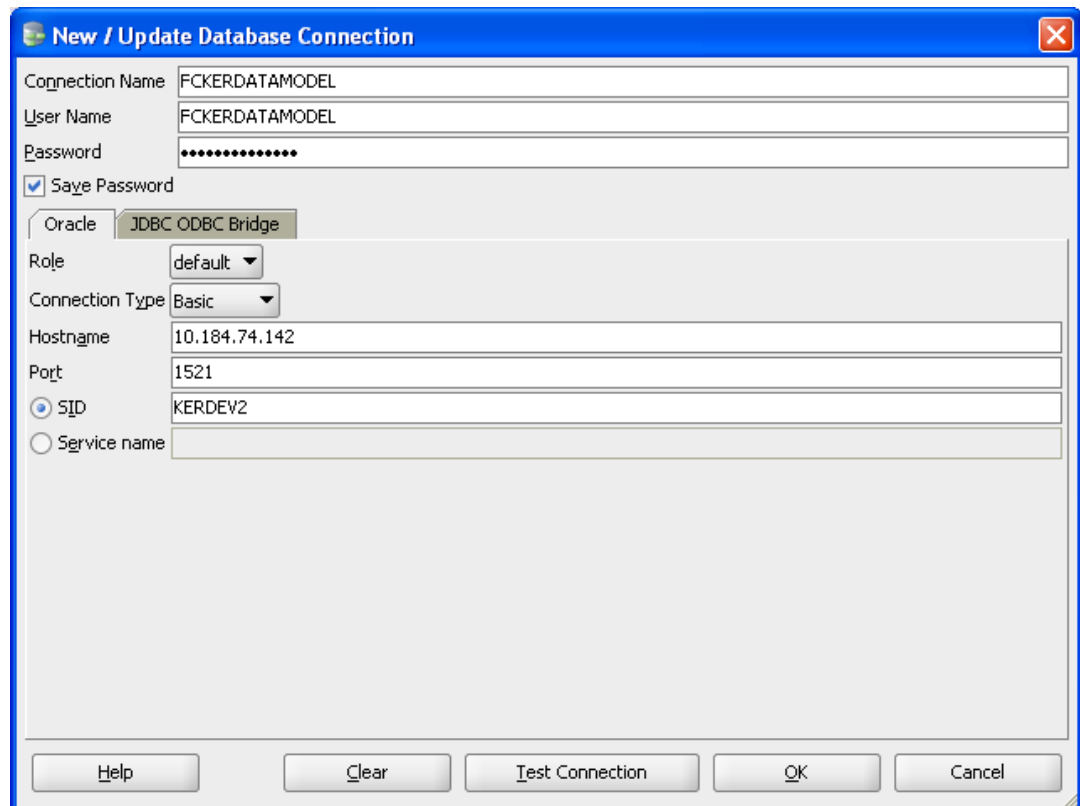 New / Update Database Connection
Connection Name FCKERDATAMODEL
User Name FCKERDATAMODEL
Password ••••••••••••••
Save Password
Oracle JDBC ODBC Bridge
Role default
Connection Type Basic
Hostname 10.184.74.142
Port 1521
SID KERDEV2
Service name
Help Clear Test Connection OK Cancel